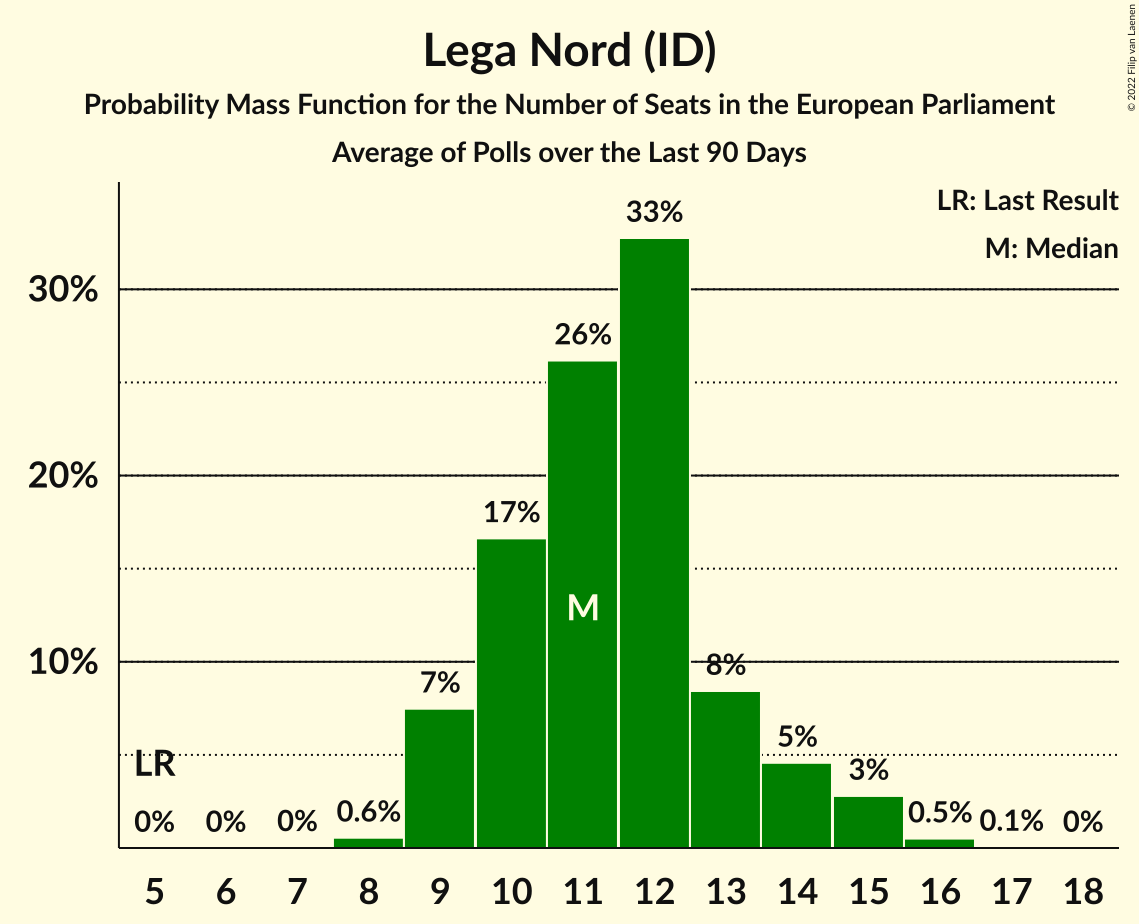 Lega Nord (ID)
Probability Mass Function for the Number of Seats in the European Parliament
Average of Polls over the Last 90 Days
© 2022 Filip van Laenen
LR: Last Result
M: Median
30%
20%
10%
LR
M
0%
0%
0%
0.6%
7%
17%
26%
33%
8%
5%
3%
0.5%
0.1%
0%
5 6 7 8 9 10 11 12 13 14 15 16 17 18